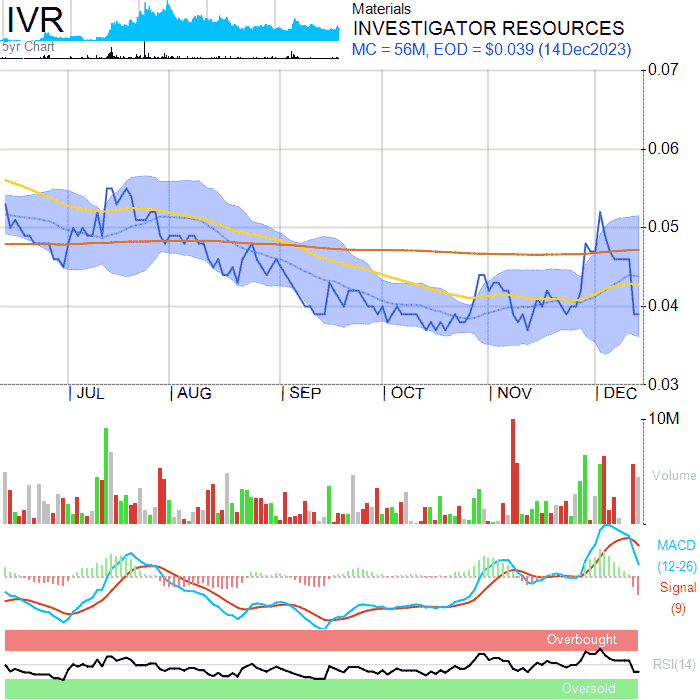 IVR
5yr Chart
Materials
INVESTIGATOR RESOURCES
MC = 56M, EOD = $0.039 (14Dec2023)
0.07
0.06
0.05
0.04
0.03
JUL AUG SEP OCT NOV DEC
10M
Volume
MACD
(12-26)
Signal
(9)
Overbought
RSI(14)
Oversold